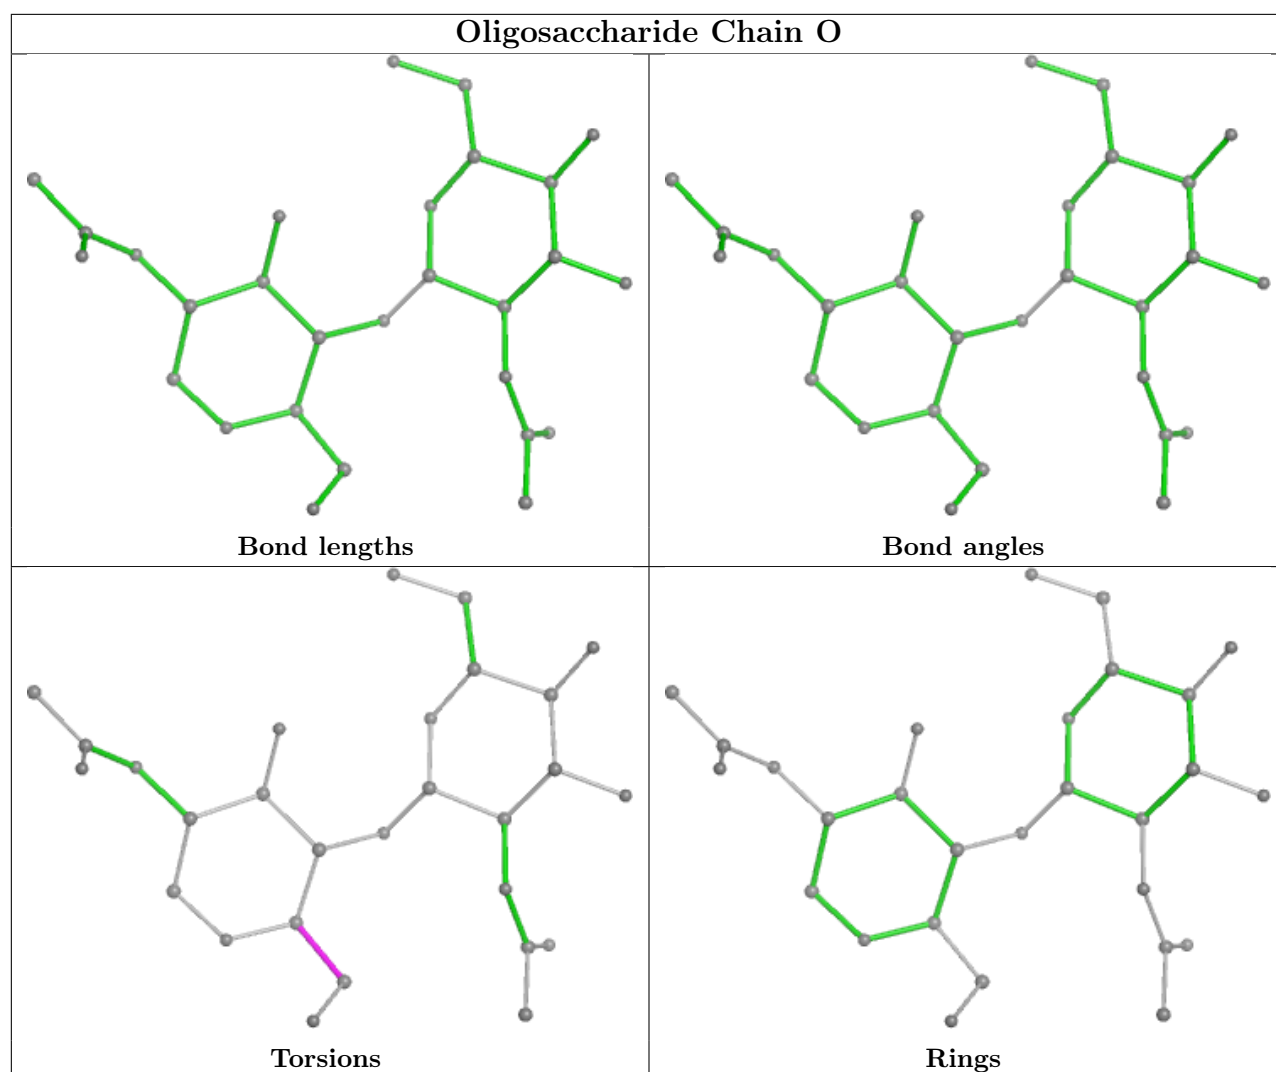 Oligosaccharide Chain O
Bond lengths
Bond angles
Torsions
Rings